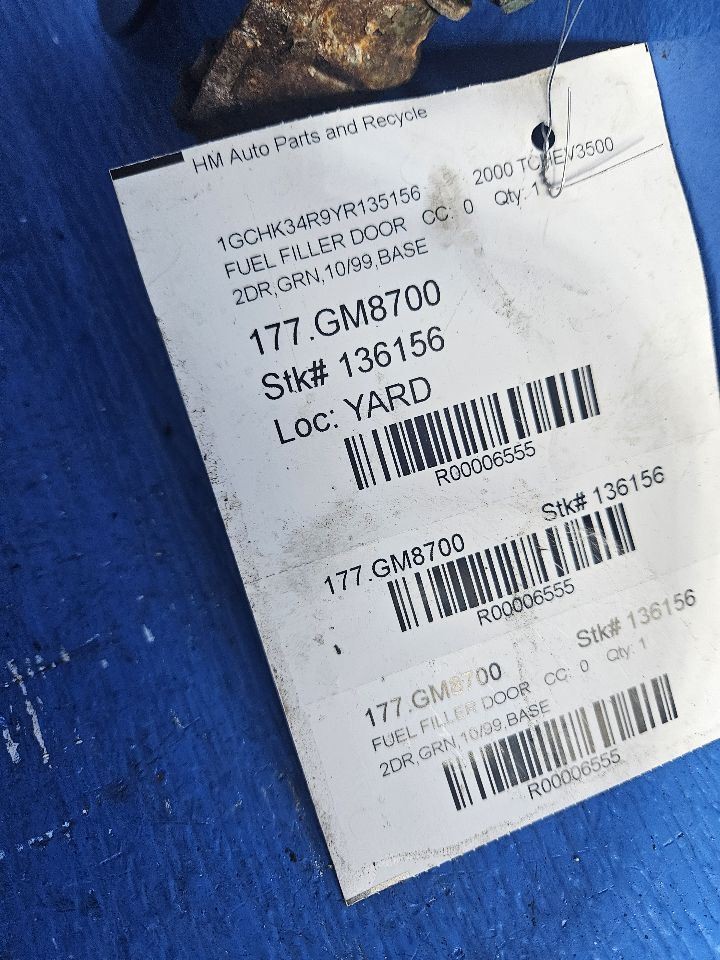 HM Auto Parts and Recycle
1GCHK34R9YR135156 2000 TCHEV3500
FUEL FILLER DOOR CC: 0 Qty: 1
2DR,GRN,10/99,BASE
177.GM8700
Stk# 136156
Loc: YARD
R00006555
177.GM8700 Stk# 136156
R00006555
177.GM8700 Stk# 136156
FUEL FILLER DOOR CC: 0 Qty: 1
2DR,GRN,10/99,BASE
R00006555